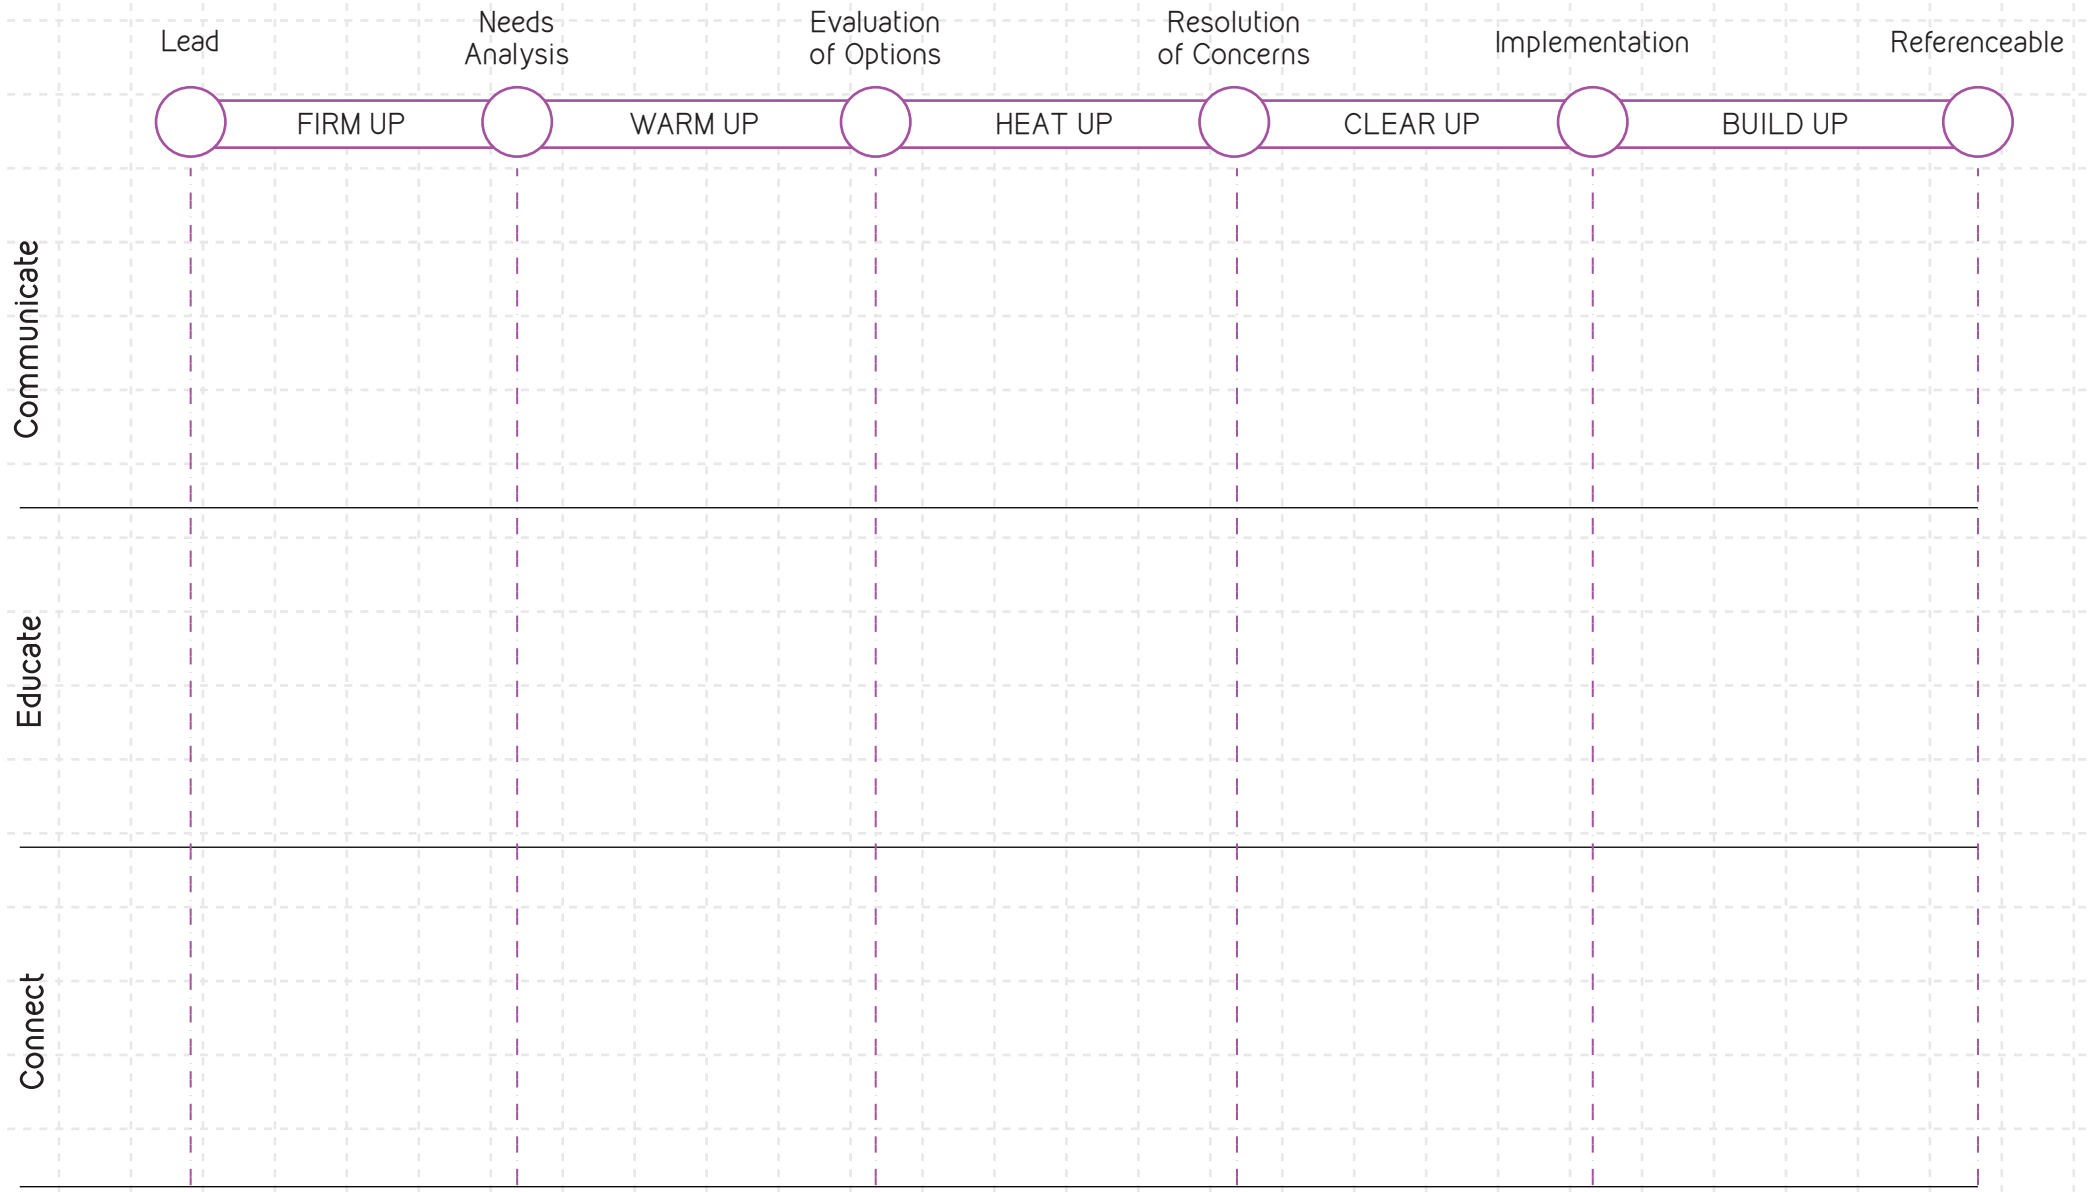 Lead
Needs
Analysis
Evaluation
of Options
Resolution
of Concerns
Implementation
Referenceable
FIRM UP
WARM UP
HEAT UP
CLEAR UP
BUILD UP
Communicate
Educate
Connect